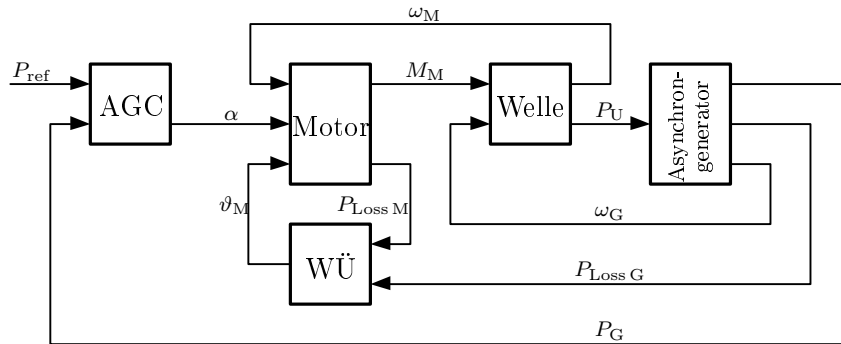 ω_M
P_ref
AGC
α
Motor
M_M
Welle
P_U
Asynchron-
generator
ϑ_M
P_Loss M
ω_G
WÜ
P_Loss G
P_G